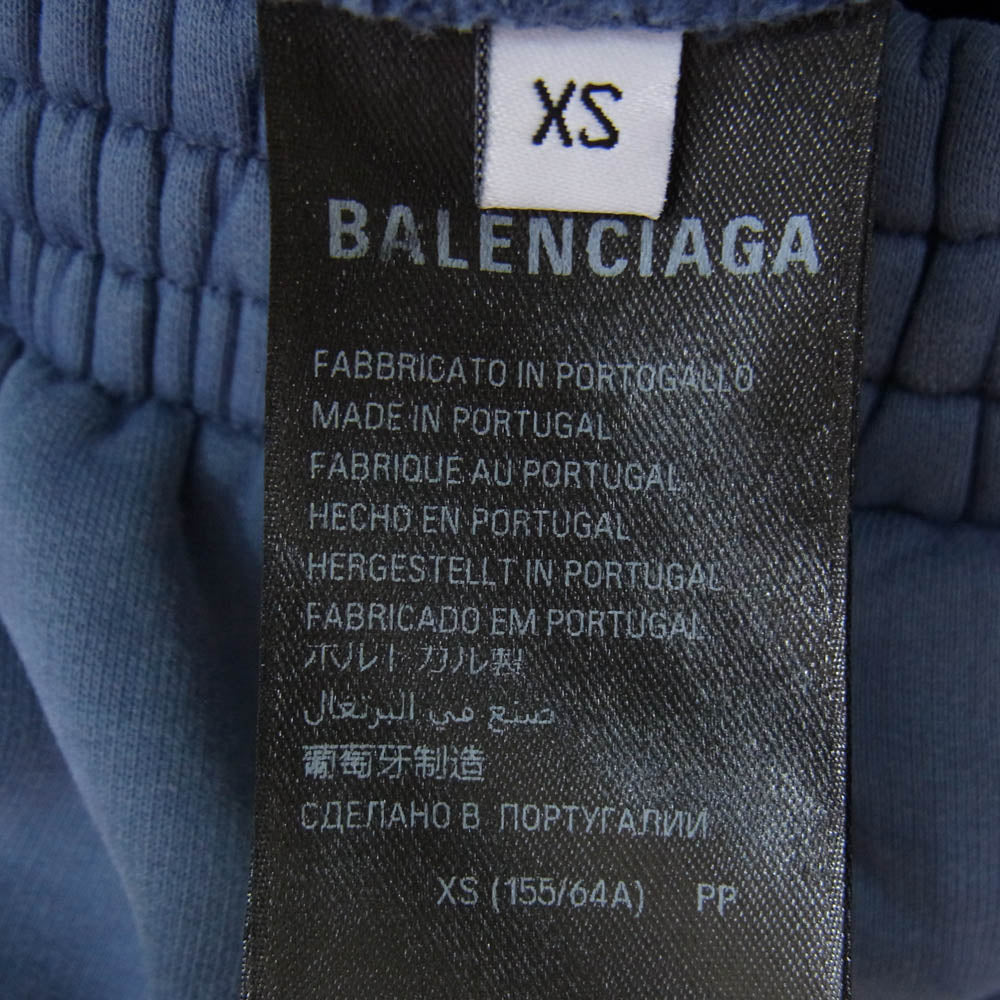 XS
BALENCIAGA
FABBRICATO IN PORTOGALLO
MADE IN PORTUGAL
FABRIQUÉ AU PORTUGAL
HECHO EN PORTUGAL
HERGESTELLT IN PORTUGAL
FABRICADO EM PORTUGAL
ポルトガル製
صنع في البرتغال
葡萄牙制造
СДЕЛАНО В ПОРТУГАЛИИ
XS (155/64A) PP